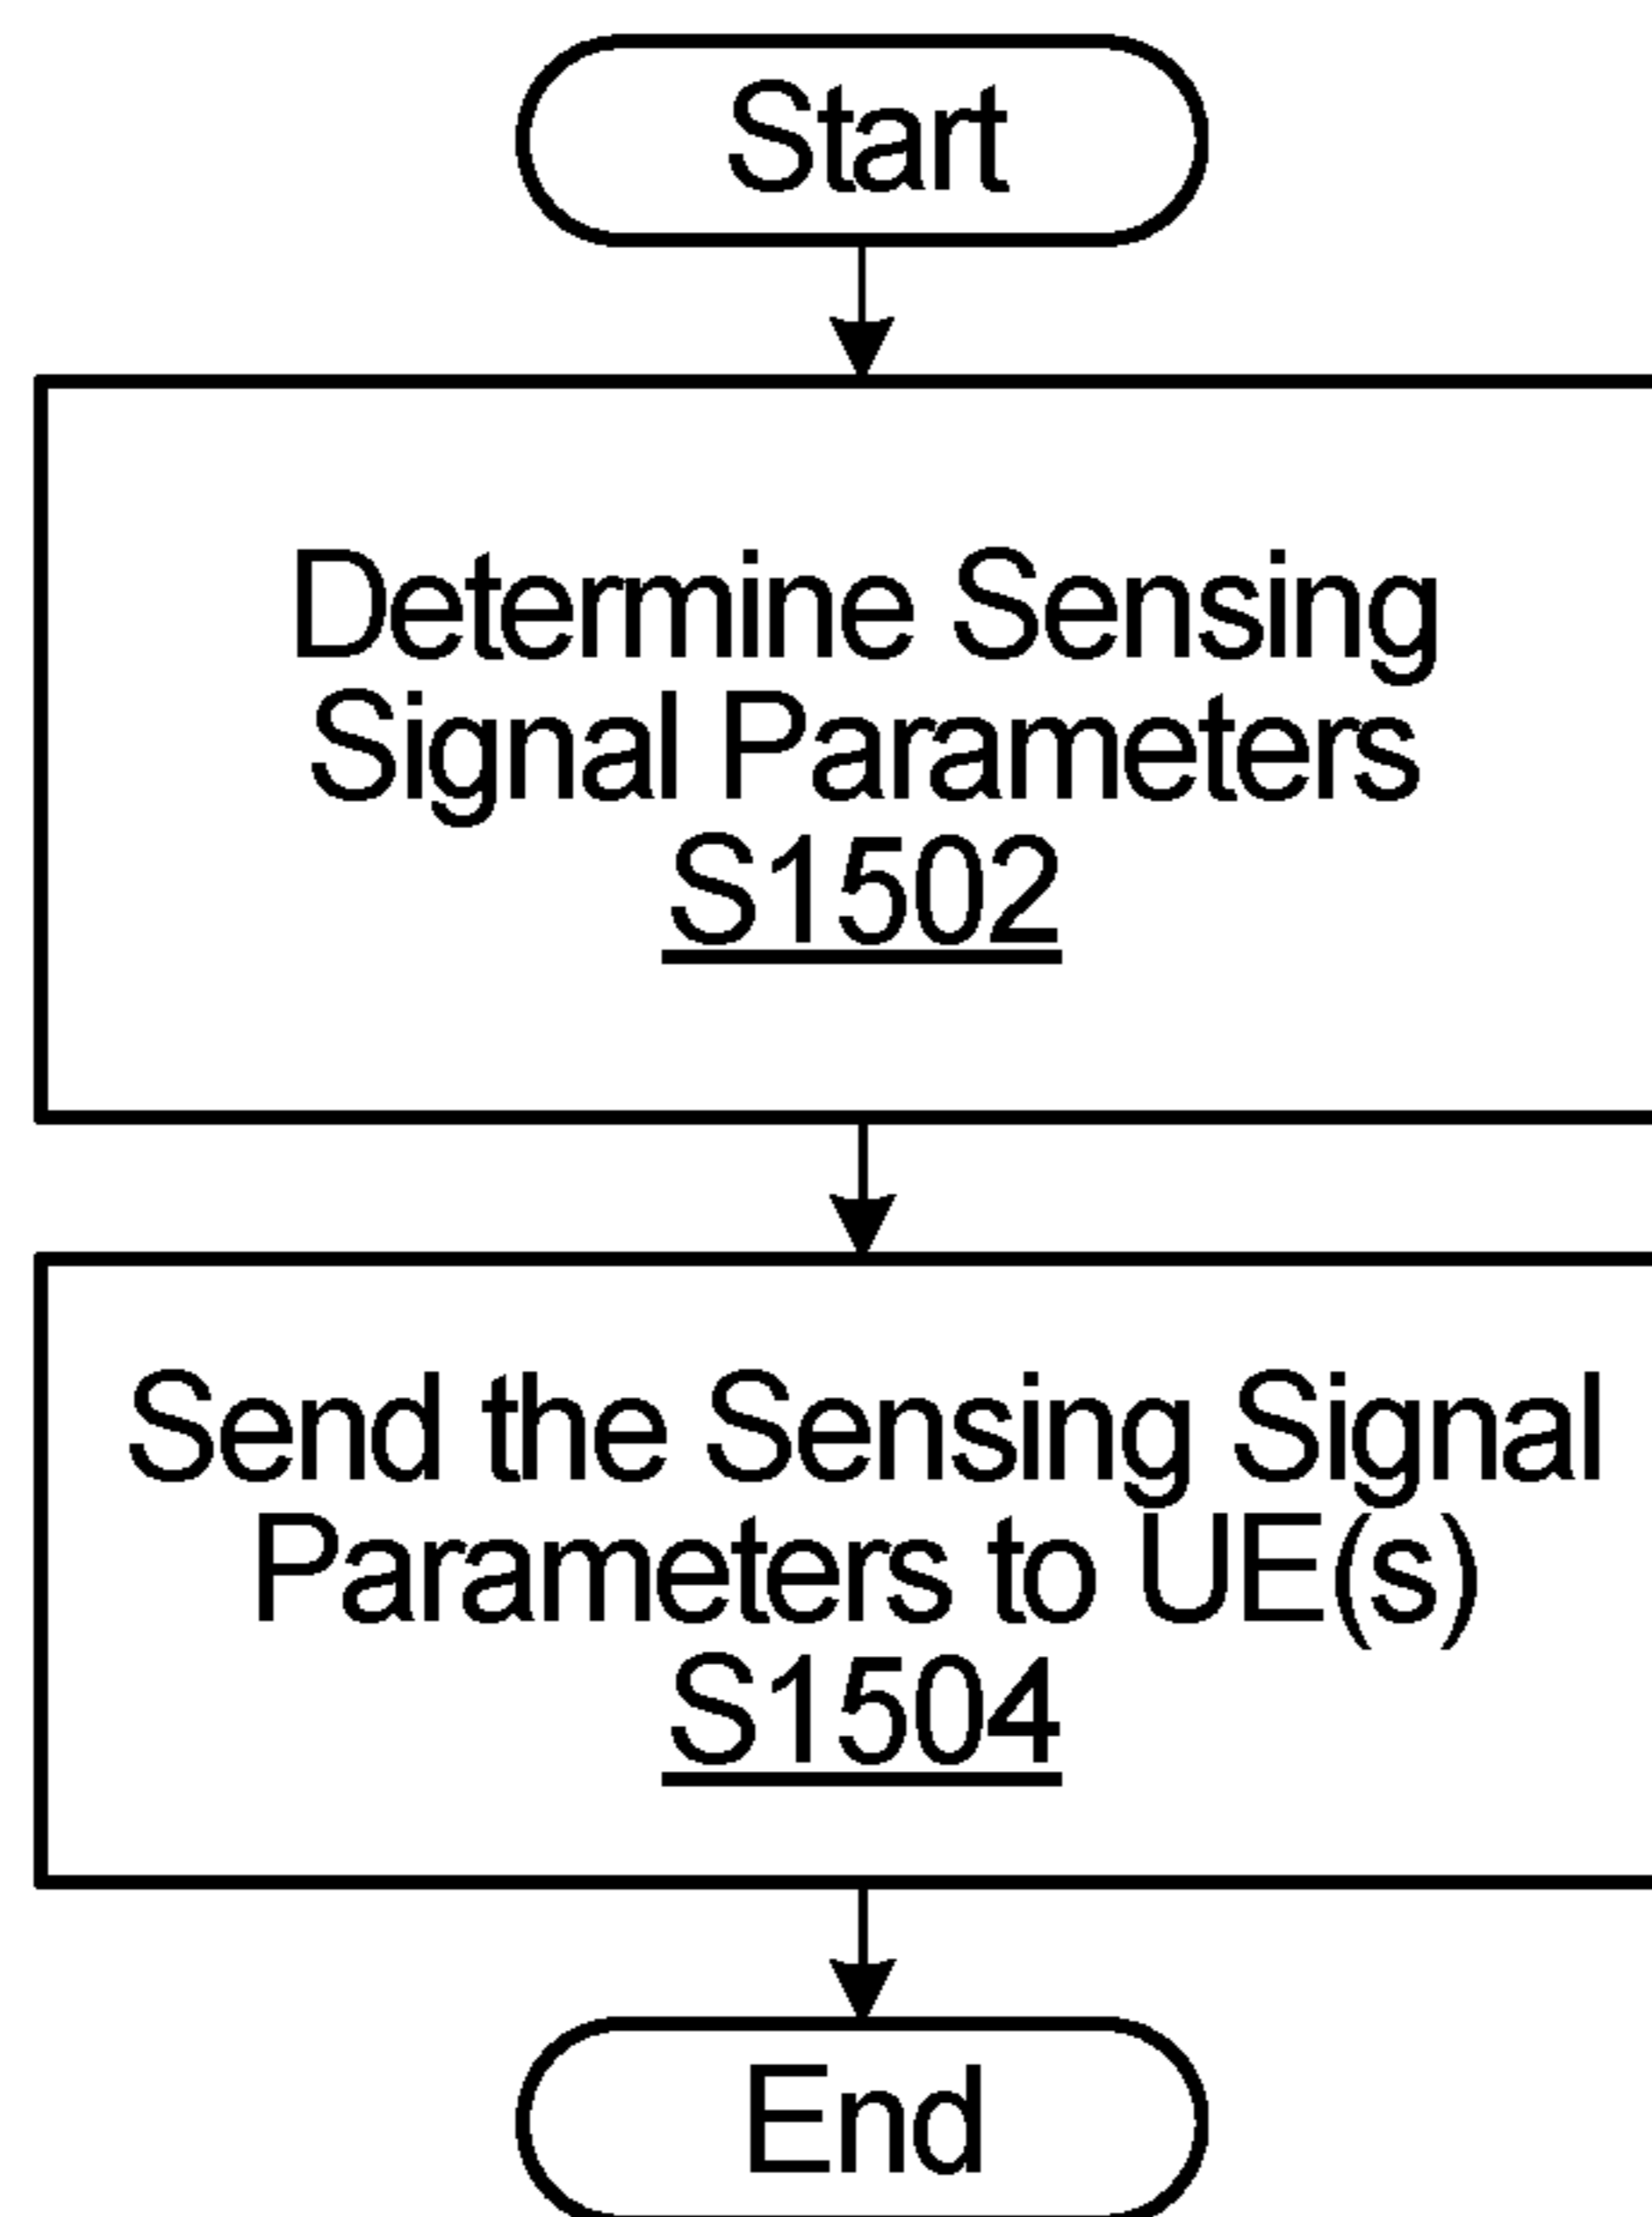 Start
Determine Sensing
Signal Parameters
S1502
Send the Sensing Signal
Parameters to UE(s)
S1504
End